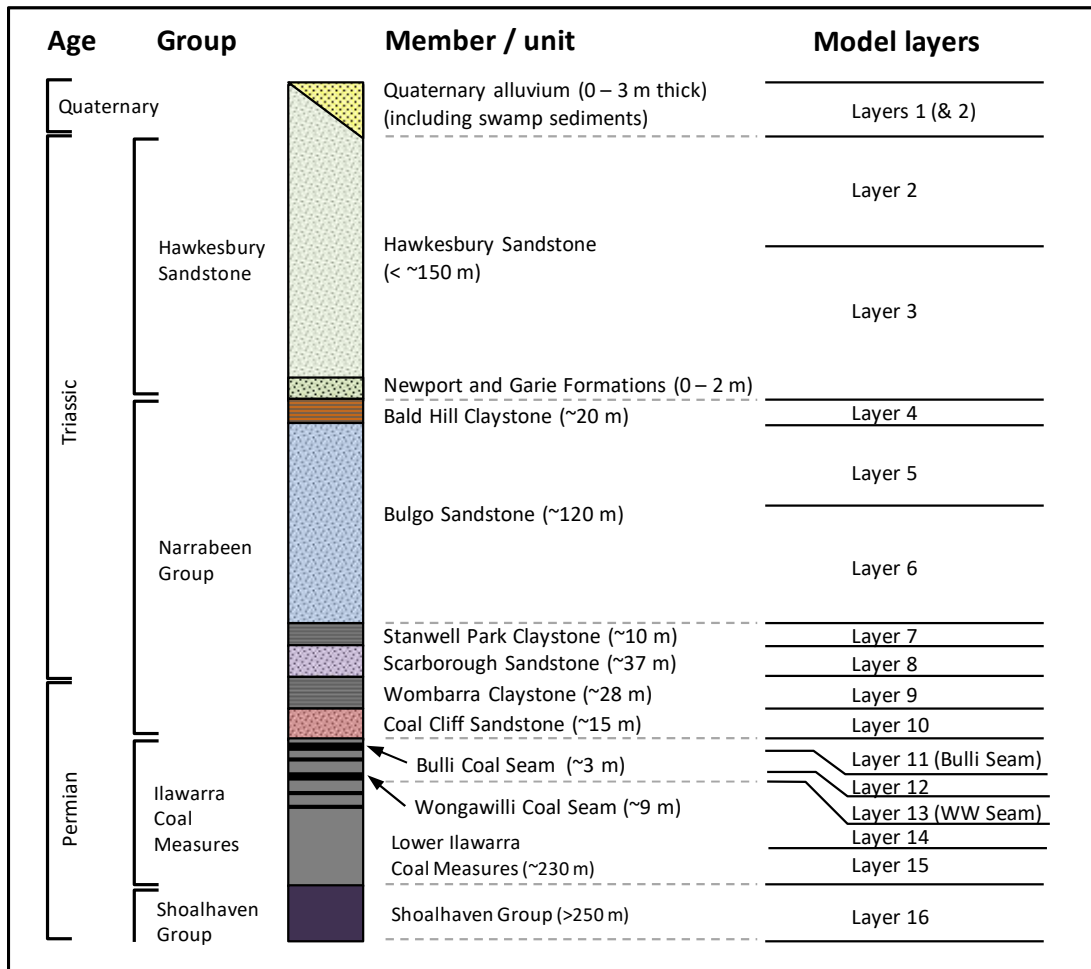 Age
Group
Member / unit
Model layers
Quaternary
Quaternary alluvium (0 – 3 m thick)
(including swamp sediments)
Layers 1 (& 2)
Triassic
Hawkesbury
Sandstone
Hawkesbury Sandstone
(< ~150 m)
Layer 2
Layer 3
Newport and Garie Formations (0 – 2 m)
Narrabeen
Group
Bald Hill Claystone (~20 m)
Layer 4
Bulgo Sandstone (~120 m)
Layer 5
Layer 6
Stanwell Park Claystone (~10 m)
Layer 7
Scarborough Sandstone (~37 m)
Layer 8
Permian
Wombarra Claystone (~28 m)
Layer 9
Coal Cliff Sandstone (~15 m)
Layer 10
Ilawarra
Coal
Measures
Bulli Coal Seam (~3 m)
Layer 11 (Bulli Seam)
Layer 12
Wongawilli Coal Seam (~9 m)
Layer 13 (WW Seam)
Layer 14
Lower Ilawarra
Coal Measures (~230 m)
Layer 15
Shoalhaven
Group
Shoalhaven Group (>250 m)
Layer 16